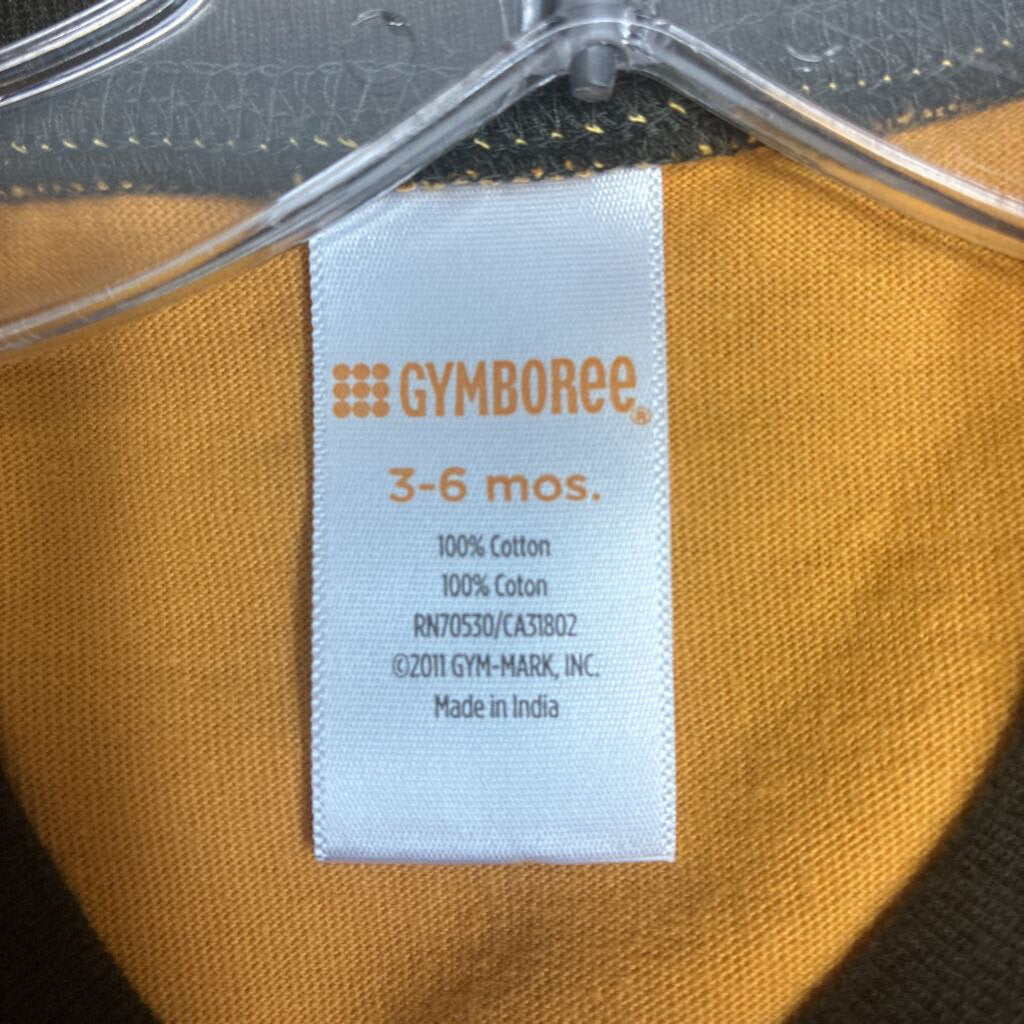 GYMBOREE®
3-6 mos.
100% Cotton
100% Coton
RN70530/CA31802
©2011 GYM-MARK, INC.
Made in India